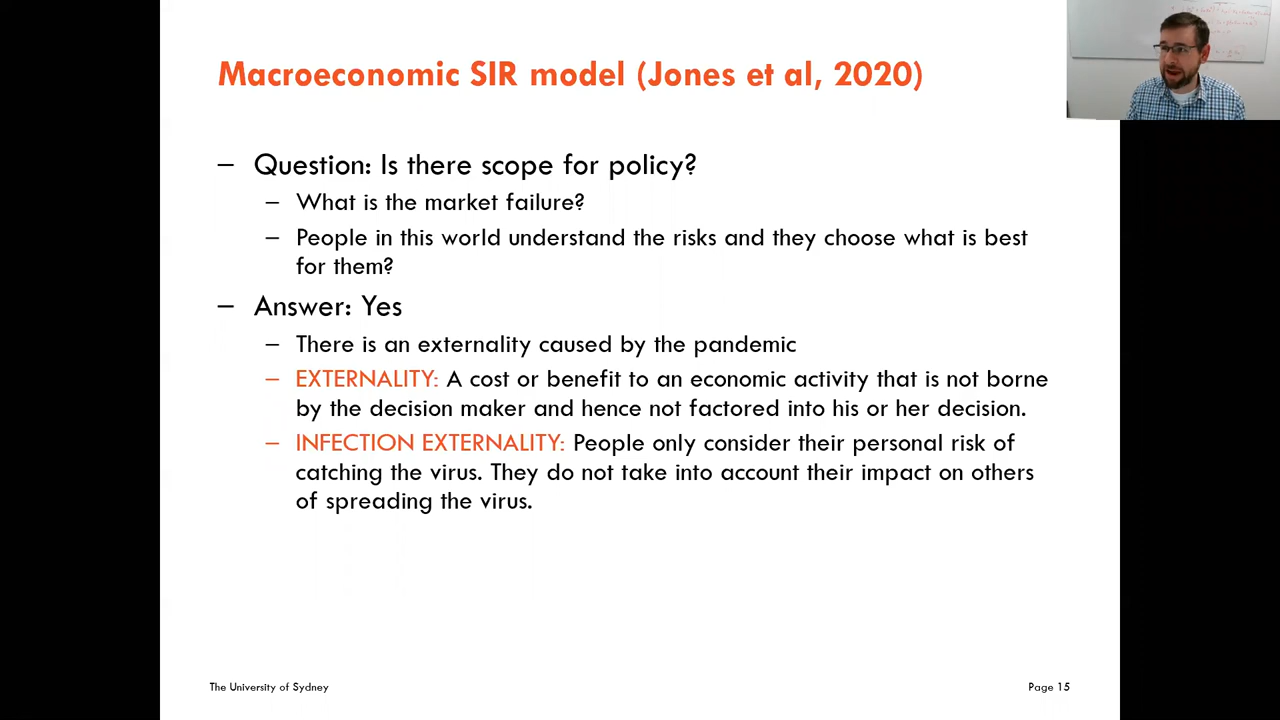 Macroeconomic SIR model (Jones et al, 2020)
– Question: Is there scope for policy?
– What is the market failure?
– People in this world understand the risks and they choose what is best
for them?
– Answer: Yes
– There is an externality caused by the pandemic
– EXTERNALITY: A cost or benefit to an economic activity that is not borne
by the decision maker and hence not factored into his or her decision.
– INFECTION EXTERNALITY: People only consider their personal risk of
catching the virus. They do not take into account their impact on others
of spreading the virus.
The University of Sydney
Page 15